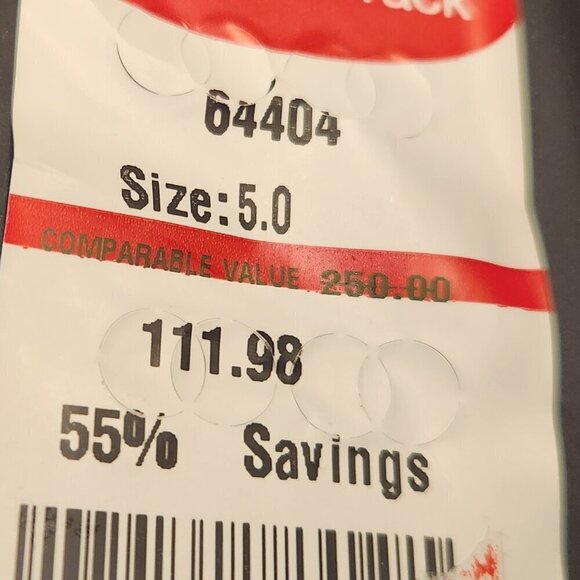 64404
Size:5.0
COMPARABLE VALUE 250.00
111.98
55% Savings